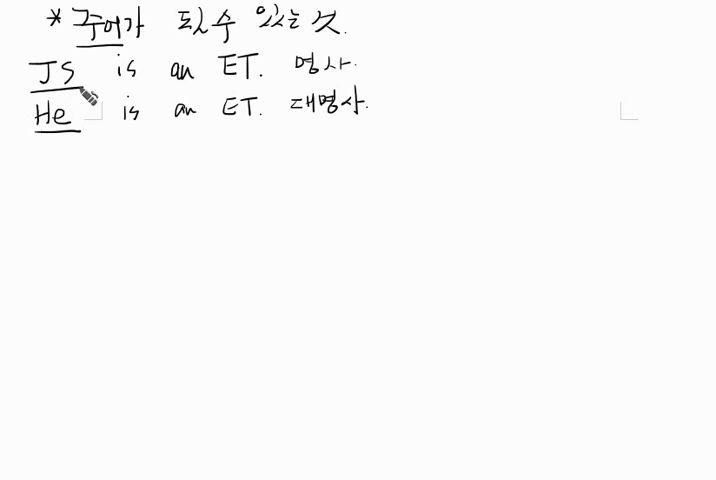 * 주어가 될 수 있는 것.
JS is an ET. 명사.
He is an ET. 대명사.